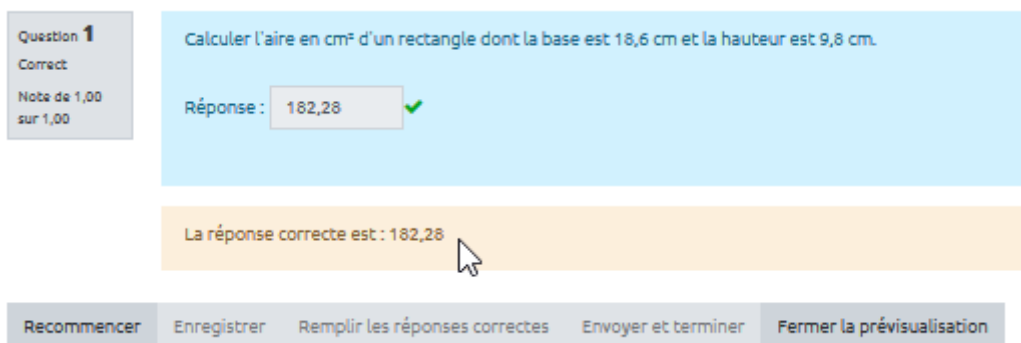 Question 1
Correct
Note de 1,00
sur 1,00
Calculer l'aire en cm² d'un rectangle dont la base est 18,6 cm et la hauteur est 9,8 cm.
Réponse : 182,28
La réponse correcte est : 182,28
Recommencer Enregistrer Remplir les réponses correctes Envoyer et terminer Fermer la prévisualisation